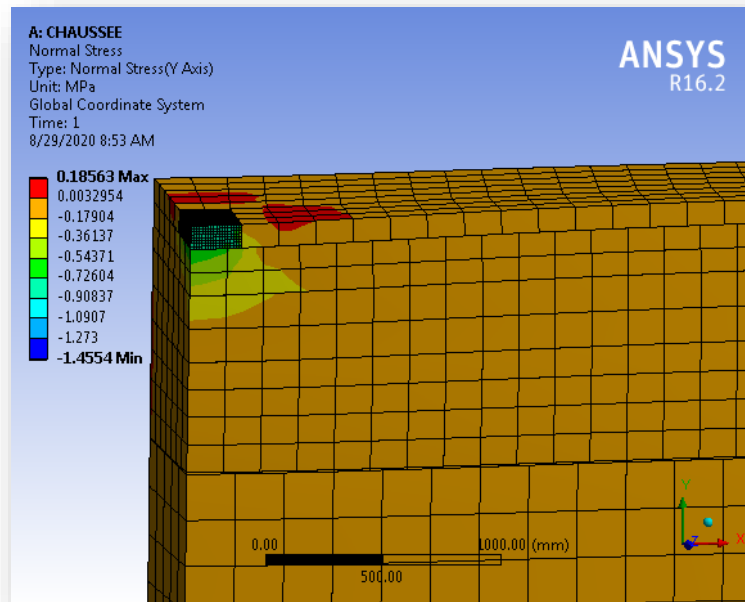 A: CHAUSSEE
Normal Stress
Type: Normal Stress(Y Axis)
Unit: MPa
Global Coordinate System
Time: 1
8/29/2020 8:53 AM
ANSYS
R16.2
0.18563 Max
0.0032954
-0.17904
-0.36137
-0.54371
-0.72604
-0.90837
-1.0907
-1.273
-1.4554 Min
Y
Z
X
0.00
1000.00 (mm)
500.00